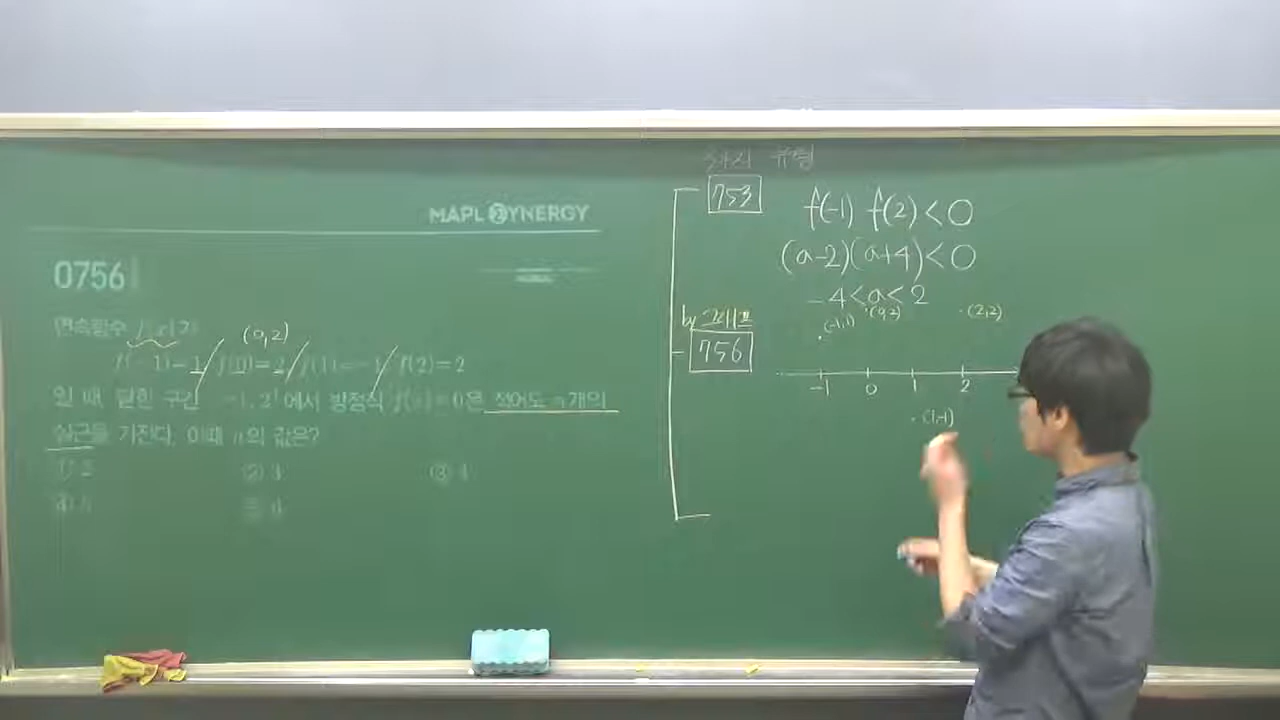 MAPL SYNERGY
0756
연속함수 f(x)가
(0,2)
f(-1)=1, f(0)=2, f(1)=-1, f(2)=2
일 때, 닫힌 구간 [-1, 2]에서 방정식 f(x)=0은 적어도 n개의
실근을 가진다. 이때 n의 값은?
① 2 ② 3 ③ 4
유형
753
f(-1) f(2)<0
(a-2)(a+4)<0
-4<a<2
by 그래프
756
(-1,1) (0,2) (2,2)
-1 0 1 2
(1,-1)